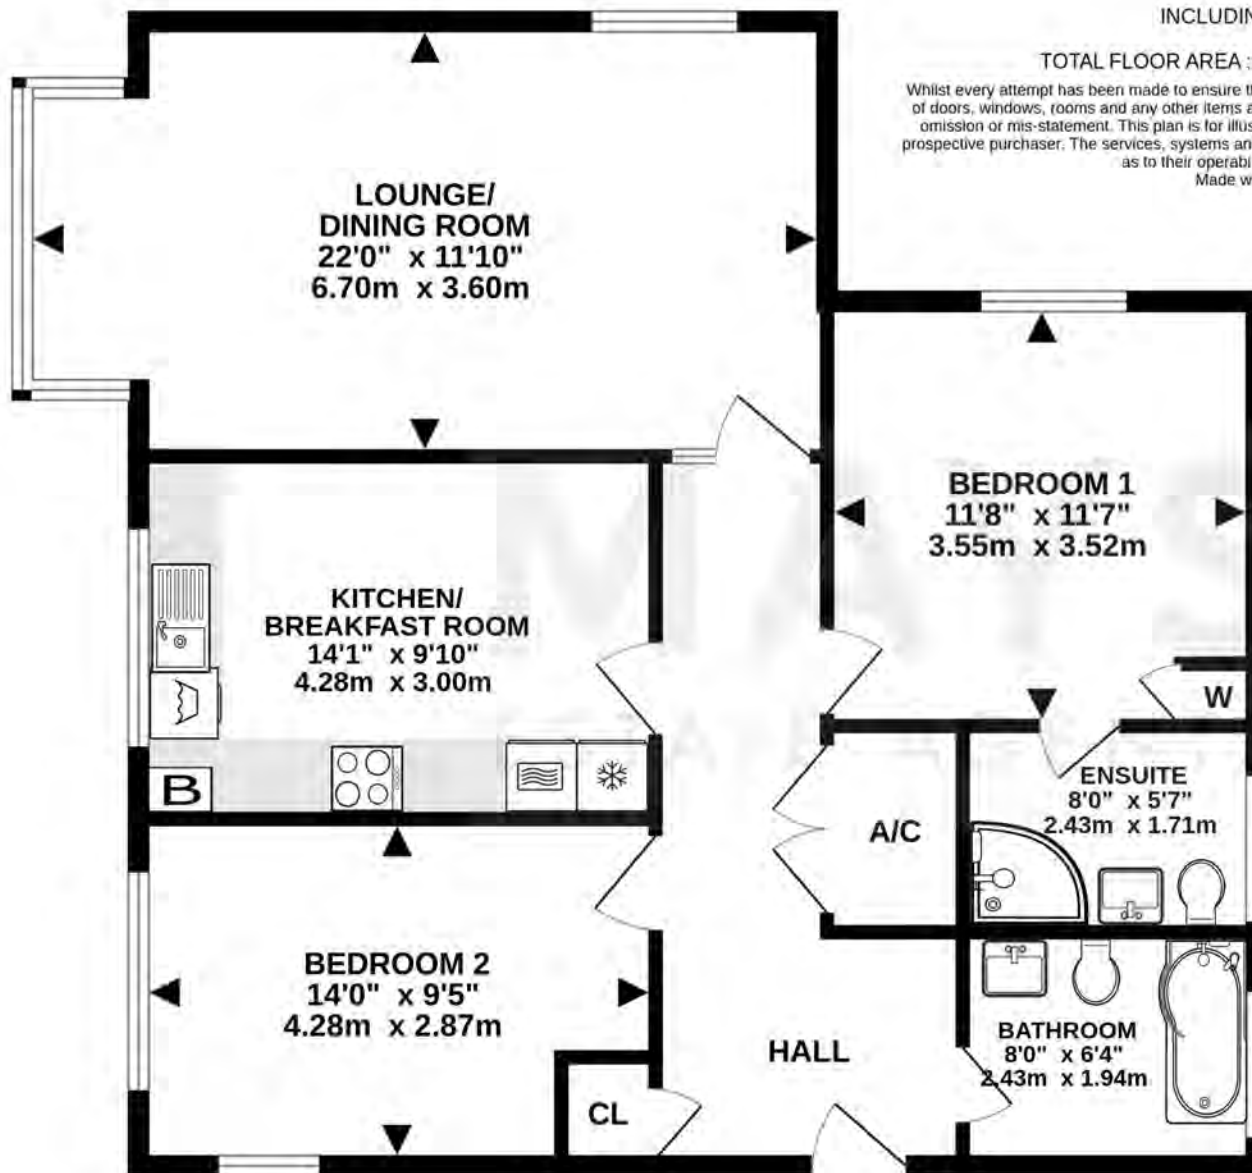 INCLUDIN
TOTAL FLOOR AREA :
Whilst every attempt has been made to ensure th
of doors, windows, rooms and any other items a
omission or mis-statement. This plan is for illus
prospective purchaser. The services, systems an
as to their operabi
Made w
LOUNGE/
DINING ROOM
22'0" x 11'10"
6.70m x 3.60m
BEDROOM 1
11'8" x 11'7"
3.55m x 3.52m
KITCHEN/
BREAKFAST ROOM
14'1" x 9'10"
4.28m x 3.00m
W
B
A/C
ENSUITE
8'0" x 5'7"
2.43m x 1.71m
BEDROOM 2
14'0" x 9'5"
4.28m x 2.87m
HALL
BATHROOM
8'0" x 6'4"
2.43m x 1.94m
CL